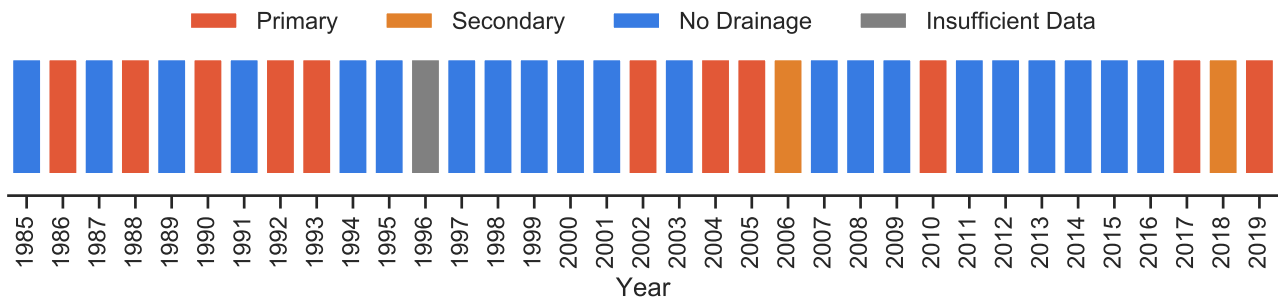 Primary Secondary No Drainage Insufficient Data
1985 1986 1987 1988 1989 1990 1991 1992 1993 1994 1995 1996 1997 1998 1999 2000 2001 2002 2003 2004 2005 2006 2007 2008 2009 2010 2011 2012 2013 2014 2015 2016 2017 2018 2019
Year